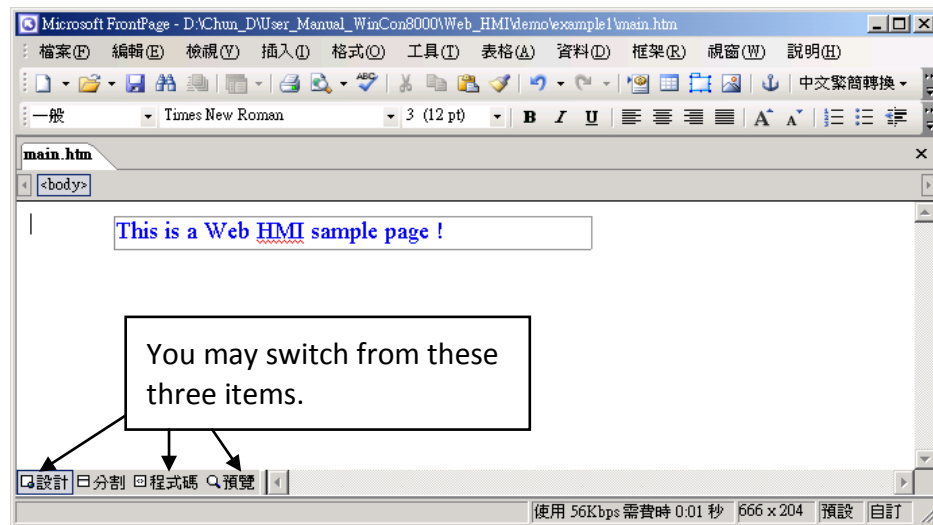 Microsoft FrontPage - D:\Chun_D\User_Manual_WinCon8000\Web_HMI\demo\example1\main.htm
檔案(F) 編輯(E) 檢視(V) 插入(I) 格式(O) 工具(T) 表格(A) 資料(D) 框架(R) 視窗(W) 說明(H)
ABC 中文繁簡轉換
一般 Times New Roman 3 (12 pt) B I U A A
main.htm
<body>
This is a Web HMI sample page !
You may switch from these
three items.
設計 分割 程式碼 預覽
使用 56Kbps 需費時 0:01 秒 666 x 204 預設 自訂